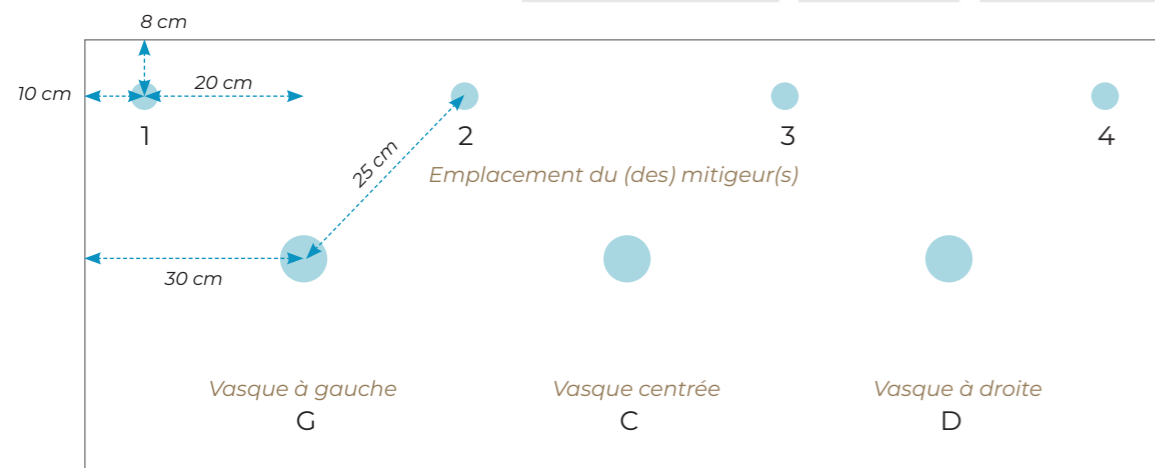 8 cm
10 cm
20 cm
1
2
3
4
25 cm
Emplacement du (des) mitigeur(s)
30 cm
Vasque à gauche
Vasque centrée
Vasque à droite
G
C
D